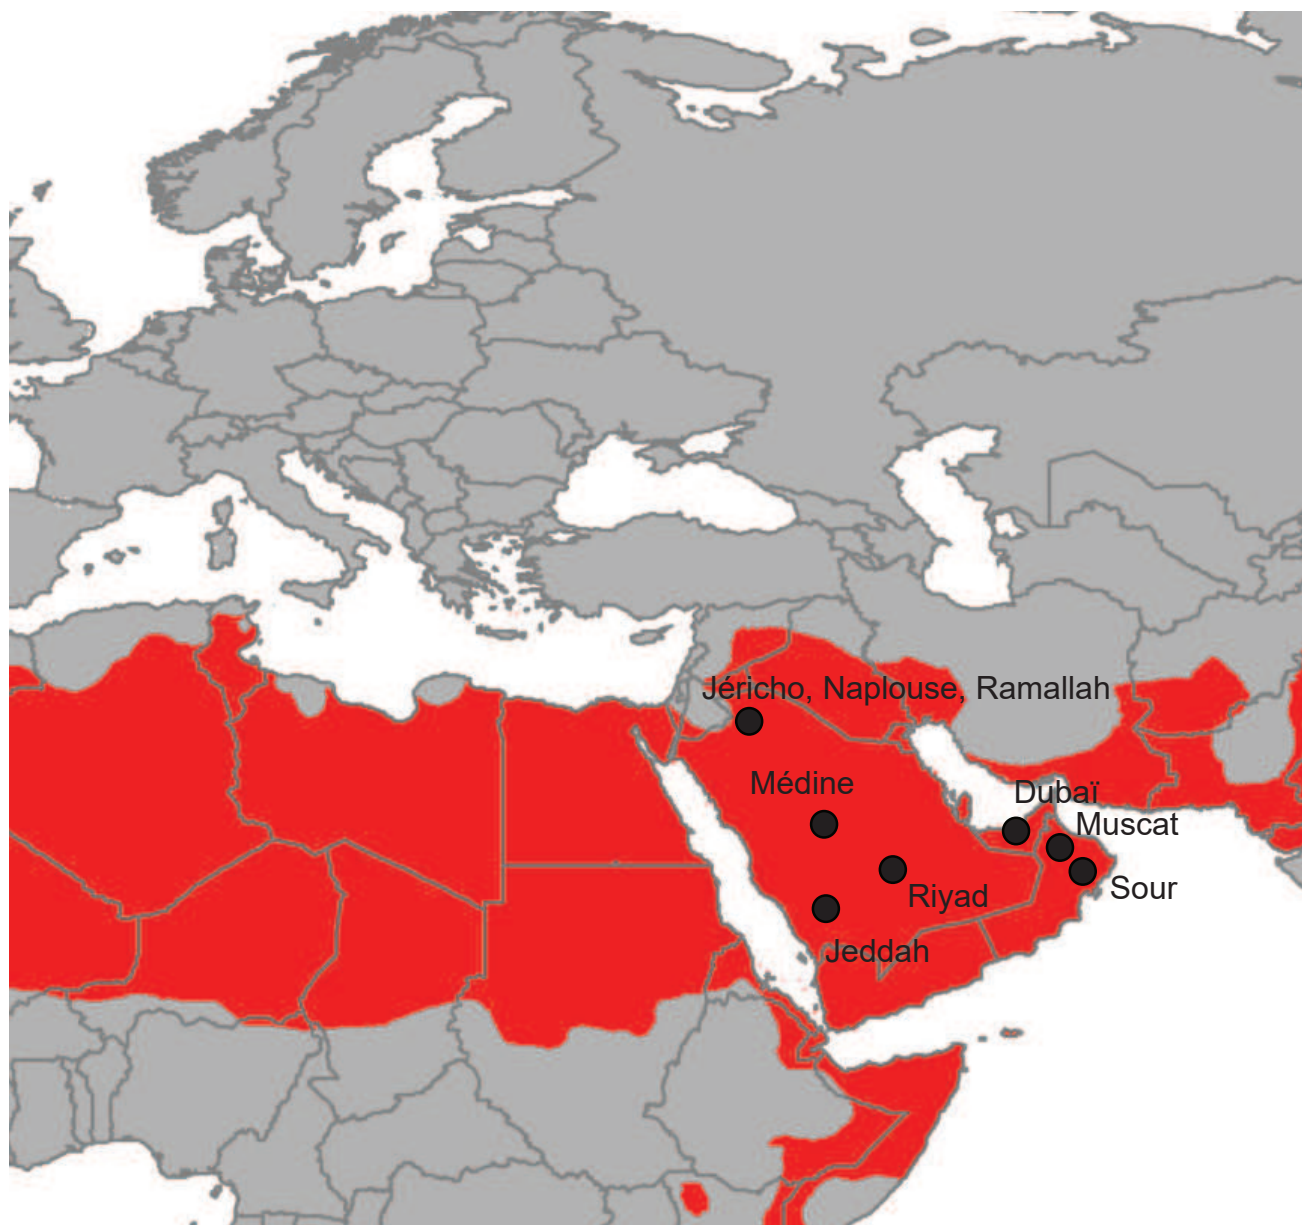 Jéricho, Naplouse, Ramallah
Médine
Dubaï
Muscat
Sour
Riyad
Jeddah